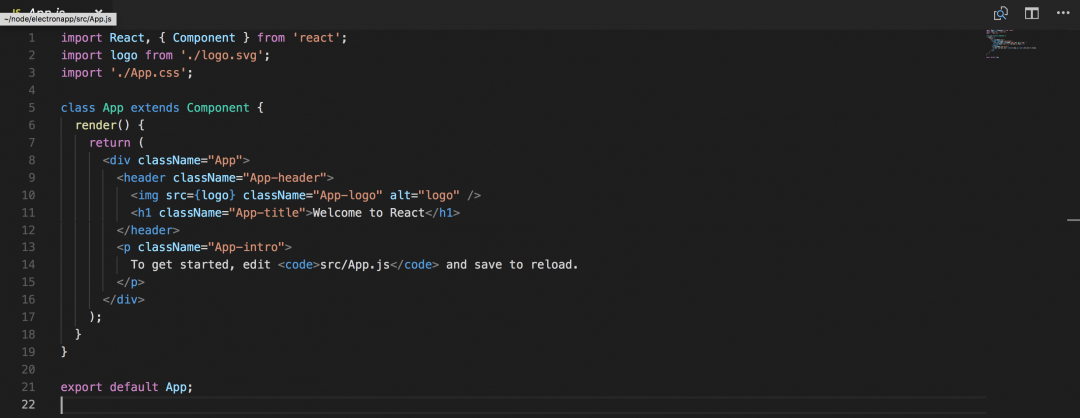 JS App.js ×
~/node/electronapp/src/App.js
1 import React, { Component } from 'react';
2 import logo from './logo.svg';
3 import './App.css';
4
5 class App extends Component {
6   render() {
7     return (
8       <div className="App">
9         <header className="App-header">
10           <img src={logo} className="App-logo" alt="logo" />
11           <h1 className="App-title">Welcome to React</h1>
12         </header>
13         <p className="App-intro">
14           To get started, edit <code>src/App.js</code> and save to reload.
15         </p>
16       </div>
17     );
18   }
19 }
20
21 export default App;
22